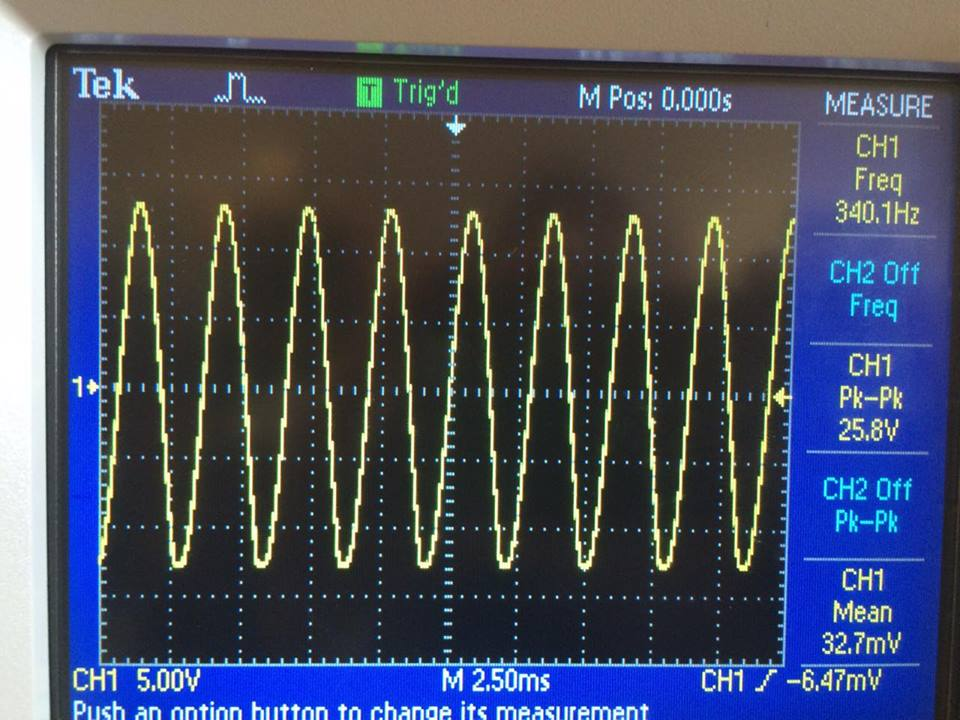 Tek
T Trig'd
M Pos: 0.000s
MEASURE
CH1
Freq
340.1Hz
CH2 Off
Freq
CH1
Pk-Pk
25.8V
CH2 Off
Pk-Pk
CH1
Mean
32.7mV
1
CH1 5.00V
M 2.50ms
CH1 -6.47mV
Push an option button to change its measurement